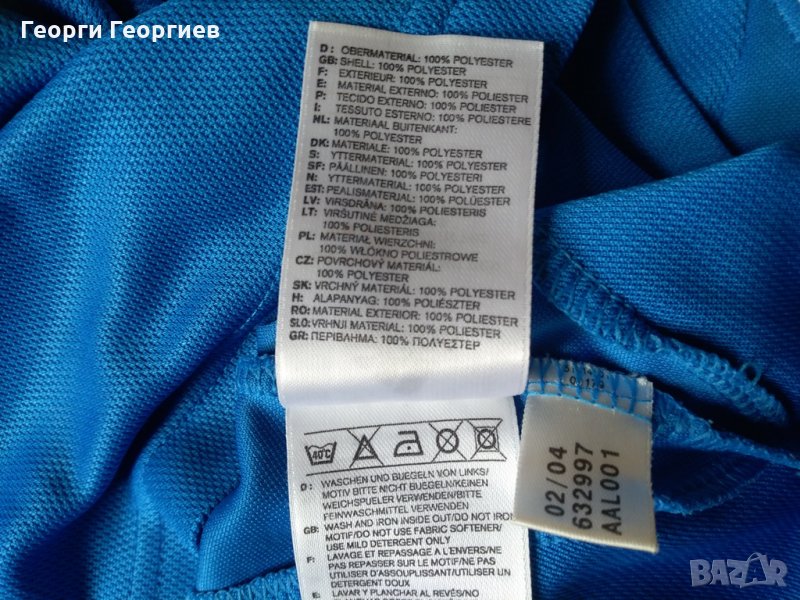 Георги Георгиев
D: OBERMATERIAL: 100% POLYESTER
GB: SHELL: 100% POLYESTER
F: EXTERIEUR: 100% POLYESTER
E: MATERIAL EXTERNO: 100% POLIESTER
P: TECIDO EXTERNO: 100% POLIESTER
I: TESSUTO ESTERNO: 100% POLIESTERE
NL: MATERIAAL BUITENKANT:
100% POLYESTER
DK: MATERIALE: 100% POLYESTER
S: YTTERMATERIAL: 100% POLYESTER
SF: PÄÄLLINEN: 100% POLYESTERI
N: YTTERMATERIAL: 100% POLYESTER
EST: PEALISMATERJAL: 100% POLÜESTER
LV: VIRSDRĀNA: 100% POLIESTERIS
LT: VIRŠUTINĖ MEDŽIAGA:
100% POLIESTERIS
PL: MATERIAŁ WIERZCHNI:
100% WŁÓKNO POLIESTROWE
CZ: POVRCHOVÝ MATERIÁL:
100% POLYESTER
SK: VRCHNÝ MATERIÁL: 100% POLYESTER
H: ALAPANYAG: 100% POLIÉSZTER
RO: MATERIAL EXTERIOR: 100% POLIESTER
SLO: VRHNJI MATERIAL: 100% POLIESTER
GR: ΠΕΡΙΒΛΗΜΑ: 100% ΠΟΛΥΕΣΤΕΡ
40°C
D: WASCHEN UND BUEGELN VON LINKS/
MOTIV BITTE NICHT BUEGELN/KEINEN
WEICHSPUELER VERWENDEN/BITTE
FEINWASCHMITTEL VERWENDEN
GB: WASH AND IRON INSIDE OUT/DO NOT IRON
MOTIF/DO NOT USE FABRIC SOFTENER/
USE MILD DETERGENT ONLY
F: LAVAGE ET REPASSAGE A L'ENVERS/NE
PAS REPASSER SUR LE MOTIF/NE PAS
UTILISER D'ASSOUPLISSANT/UTILISER UN
DETERGENT DOUX
E: LAVAR Y PLANCHAR AL REVES/NO
02/04
632997
AAL001
BAZAR